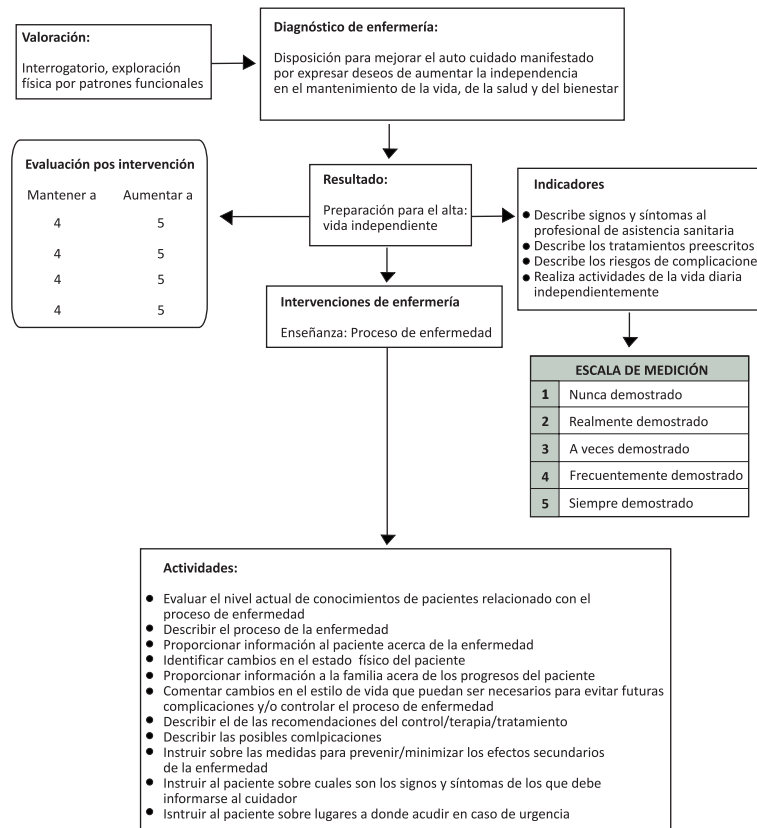 Valoración:
Interrogatorio, exploración
física por patrones funcionales
Diagnóstico de enfermería:
Disposición para mejorar el auto cuidado manifestado
por expresar deseos de aumentar la independencia
en el mantenimiento de la vida, de la salud y del bienestar
Evaluación pos intervención
Mantener a Aumentar a
4 5
4 5
4 5
4 5
Resultado:
Preparación para el alta:
vida independiente
Indicadores
● Describe signos y síntomas al
profesional de asistencia sanitaria
● Describe los tratamientos preescritos
● Describe los riesgos de complicacione
● Realiza actividades de la vida diaria
independientemente
Intervenciones de enfermería
Enseñanza: Proceso de enfermedad
ESCALA DE MEDICIÓN
1 Nunca demostrado
2 Realmente demostrado
3 A veces demostrado
4 Frecuentemente demostrado
5 Siempre demostrado
Actividades:
● Evaluar el nivel actual de conocimientos de pacientes relacionado con el
proceso de enfermedad
● Describir el proceso de la enfermedad
● Proporcionar información al paciente acerca de la enfermedad
● Identificar cambios en el estado físico del paciente
● Proporcionar información a la familia acera de los progresos del paciente
● Comentar cambios en el estilo de vida que puedan ser necesarios para evitar futuras
complicaciones y/o controlar el proceso de enfermedad
● Describir el de las recomendaciones del control/terapia/tratamiento
● Describir las posibles comlpicaciones
● Instruir sobre las medidas para prevenir/minimizar los efectos secundarios
de la enfermedad
● Instruir al paciente sobre cuales son los signos y síntomas de los que debe
informarse al cuidador
● Isntruir al paciente sobre lugares a donde acudir en caso de urgencia